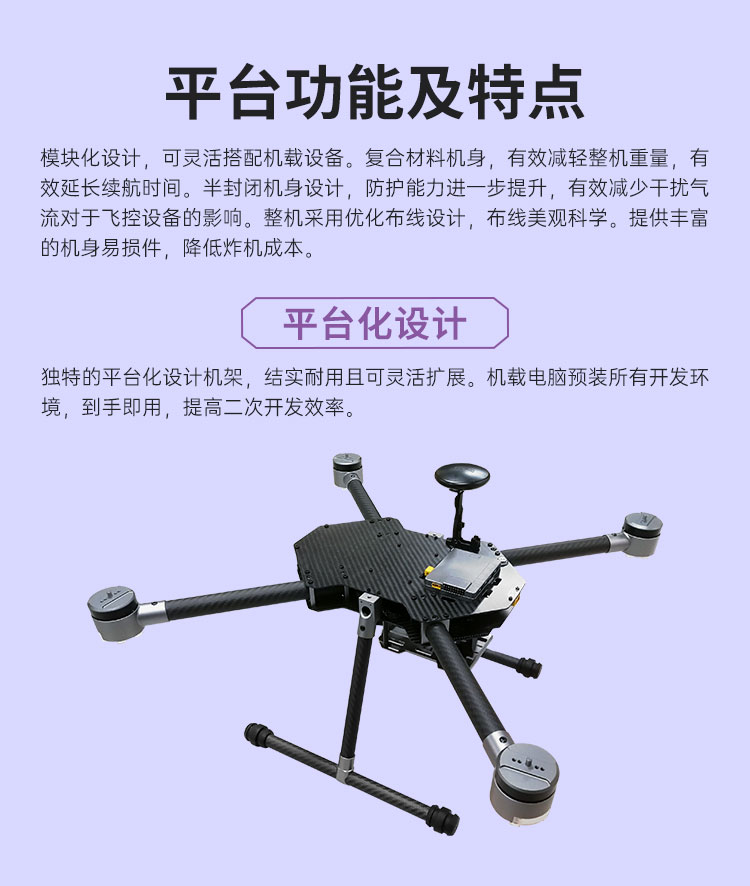 平台功能及特点
模块化设计，可灵活搭配机载设备。复合材料机身，有效减轻整机重量，有
效延长续航时间。半封闭机身设计，防护能力进一步提升，有效减少干扰气
流对于飞控设备的影响。整机采用优化布线设计，布线美观科学。提供丰富
的机身易损件，降低炸机成本。
平台化设计
独特的平台化设计机架，结实耐用且可灵活扩展。机载电脑预装所有开发环
境，到手即用，提高二次开发效率。